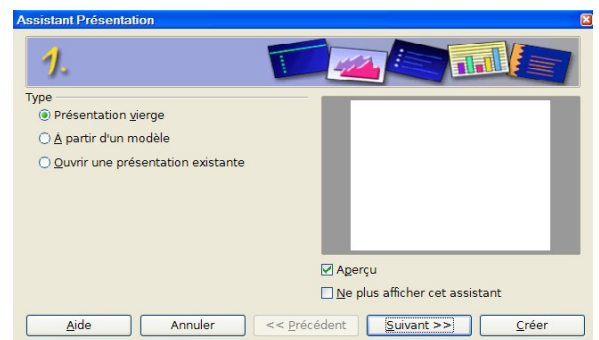 Assistant Présentation
1.
Type
Présentation vierge
À partir d'un modèle
Ouvrir une présentation existante
Aperçu
Ne plus afficher cet assistant
Aide
Annuler
<< Précédent
Suivant >>
Créer